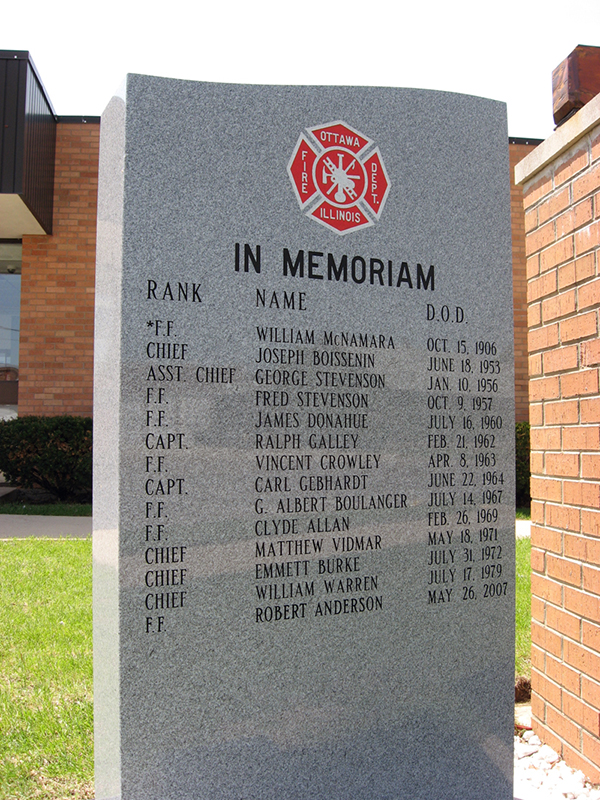 OTTAWA
FIRE DEPT.
ILLINOIS
IN MEMORIAM
RANK NAME D.O.D.
*F.F. WILLIAM McNAMARA OCT. 15, 1906
CHIEF JOSEPH BOISSENIN JUNE 18, 1953
ASST. CHIEF GEORGE STEVENSON JAN. 10, 1956
F.F. FRED STEVENSON OCT. 9, 1957
F.F. JAMES DONAHUE JULY 16, 1960
CAPT. RALPH GALLEY FEB. 21, 1962
F.F. VINCENT CROWLEY APR. 8, 1963
CAPT. CARL GEBHARDT JUNE 22, 1964
F.F. G. ALBERT BOULANGER JULY 14, 1967
F.F. CLYDE ALLAN FEB. 26, 1969
CHIEF MATTHEW VIDMAR MAY 18, 1971
CHIEF EMMETT BURKE JULY 31, 1972
CHIEF WILLIAM WARREN JULY 17, 1979
F.F. ROBERT ANDERSON MAY 26, 2007